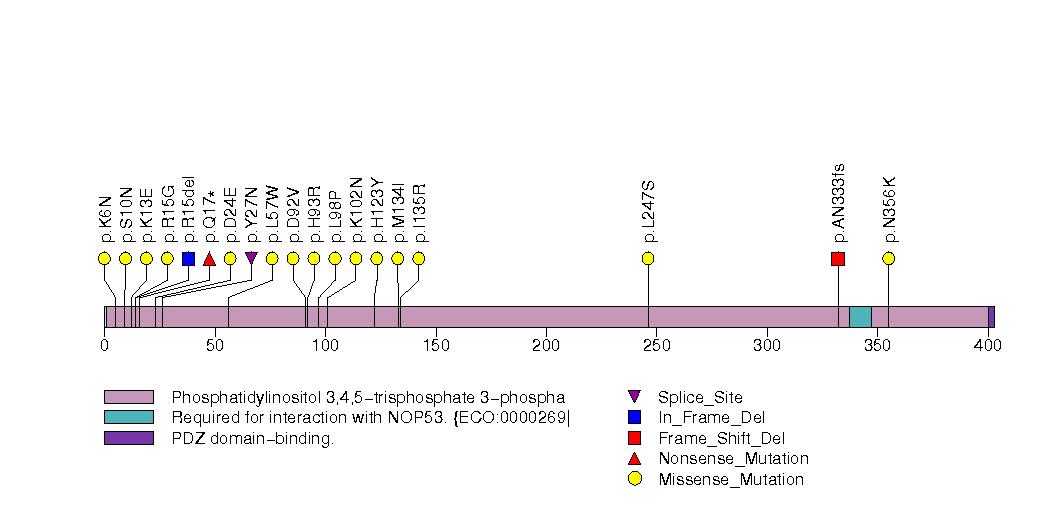 p.K6N
p.S10N
p.K13E
p.R15G
p.R15del
p.Q17*
p.D24E
p.Y27N
p.L57W
p.D92V
p.H93R
p.L98P
p.K102N
p.H123Y
p.M134I
p.I135R
p.L247S
p.AN333fs
p.N356K
0 50 100 150 200 250 300 350 400
Phosphatidylinositol 3,4,5−trisphosphate 3−phospha
Required for interaction with NOP53. {ECO:0000269|
PDZ domain−binding.
Splice_Site
In_Frame_Del
Frame_Shift_Del
Nonsense_Mutation
Missense_Mutation